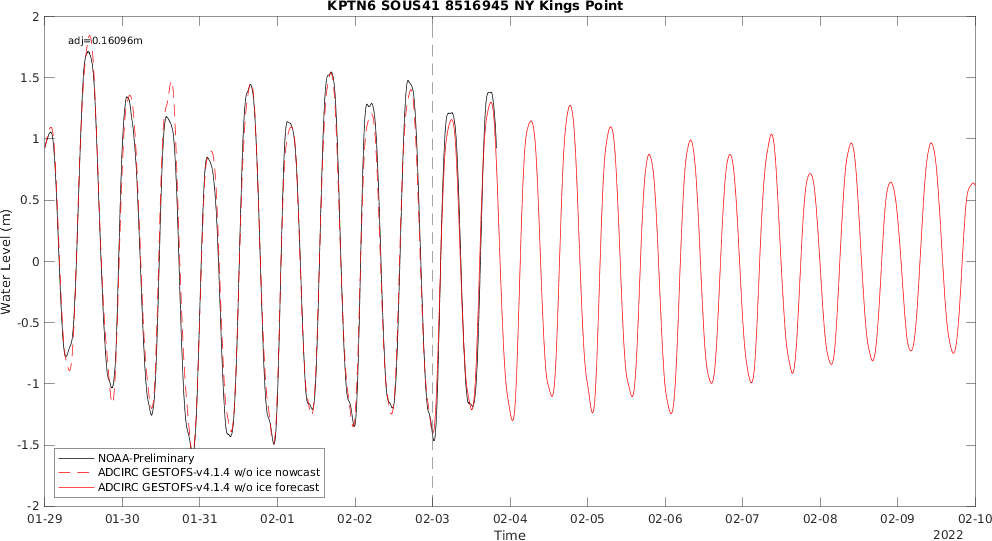 KPTN6 SOUS41 8516945 NY Kings Point
adj=0.16096m
2
1.5
1
0.5
0
-0.5
-1
-1.5
-2
Water Level (m)
NOAA-Preliminary
ADCIRC GESTOFS-v4.1.4 w/o ice nowcast
ADCIRC GESTOFS-v4.1.4 w/o ice forecast
01-29 01-30 01-31 02-01 02-02 02-03 02-04 02-05 02-06 02-07 02-08 02-09 02-10
Time
2022